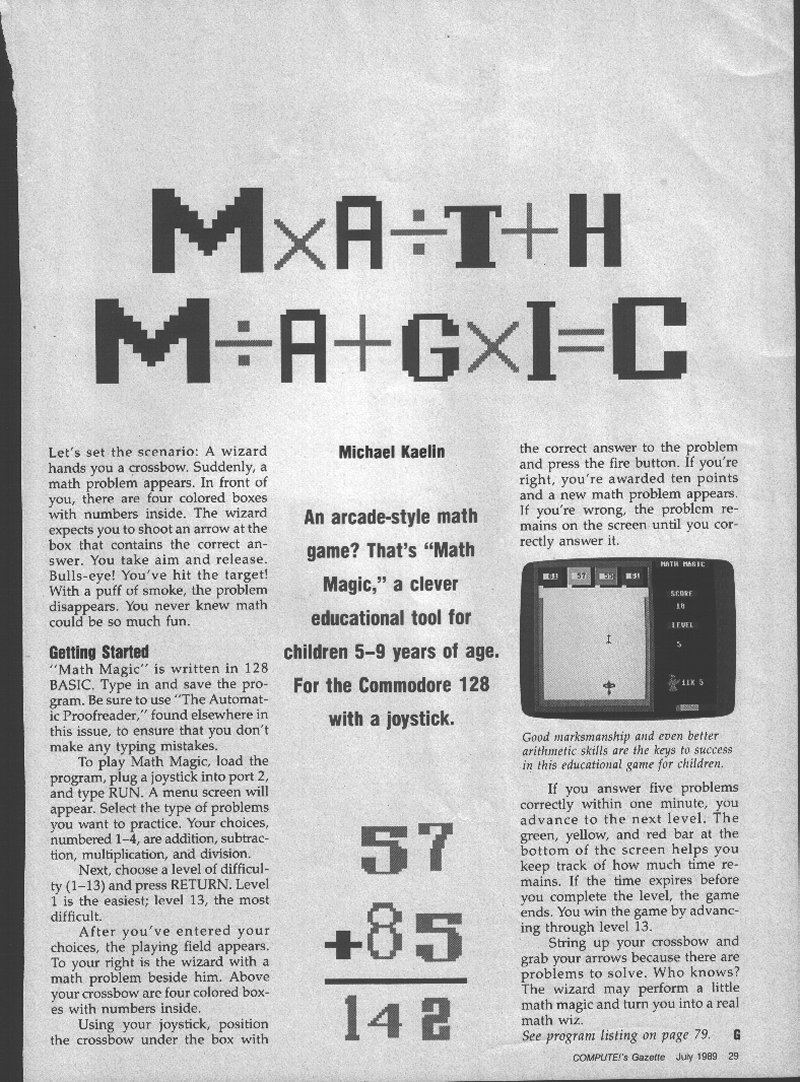 M×A÷T+H
M÷A+G×I=C
Let's set the scenario: A wizard
hands you a crossbow. Suddenly, a
math problem appears. In front of
you, there are four colored boxes
with numbers inside. The wizard
expects you to shoot an arrow at the
box that contains the correct an-
swer. You take aim and release.
Bulls-eye! You've hit the target!
With a puff of smoke, the problem
disappears. You never knew math
could be so much fun.
Getting Started
"Math Magic" is written in 128
BASIC. Type in and save the pro-
gram. Be sure to use "The Automat-
ic Proofreader," found elsewhere in
this issue, to ensure that you don't
make any typing mistakes.
To play Math Magic, load the
program, plug a joystick into port 2,
and type RUN. A menu screen will
appear. Select the type of problems
you want to practice. Your choices,
numbered 1–4, are addition, subtrac-
tion, multiplication, and division.
Next, choose a level of difficul-
ty (1–13) and press RETURN. Level
1 is the easiest; level 13, the most
difficult.
After you've entered your
choices, the playing field appears.
To your right is the wizard with a
math problem beside him. Above
your crossbow are four colored box-
es with numbers inside.
Using your joystick, position
the crossbow under the box with
Michael Kaelin
An arcade-style math
game? That's "Math
Magic," a clever
educational tool for
children 5–9 years of age.
For the Commodore 128
with a joystick.
57
+85
142
the correct answer to the problem
and press the fire button. If you're
right, you're awarded ten points
and a new math problem appears.
If you're wrong, the problem re-
mains on the screen until you cor-
rectly answer it.
MATH MAGIC
57
SCORE
10
LEVEL
5
11X 5
Good marksmanship and even better
arithmetic skills are the keys to success
in this educational game for children.
If you answer five problems
correctly within one minute, you
advance to the next level. The
green, yellow, and red bar at the
bottom of the screen helps you
keep track of how much time re-
mains. If the time expires before
you complete the level, the game
ends. You win the game by advanc-
ing through level 13.
String up your crossbow and
grab your arrows because there are
problems to solve. Who knows?
The wizard may perform a little
math magic and turn you into a real
math wiz.
See program listing on page 79. G
COMPUTE!'s Gazette July 1989 29